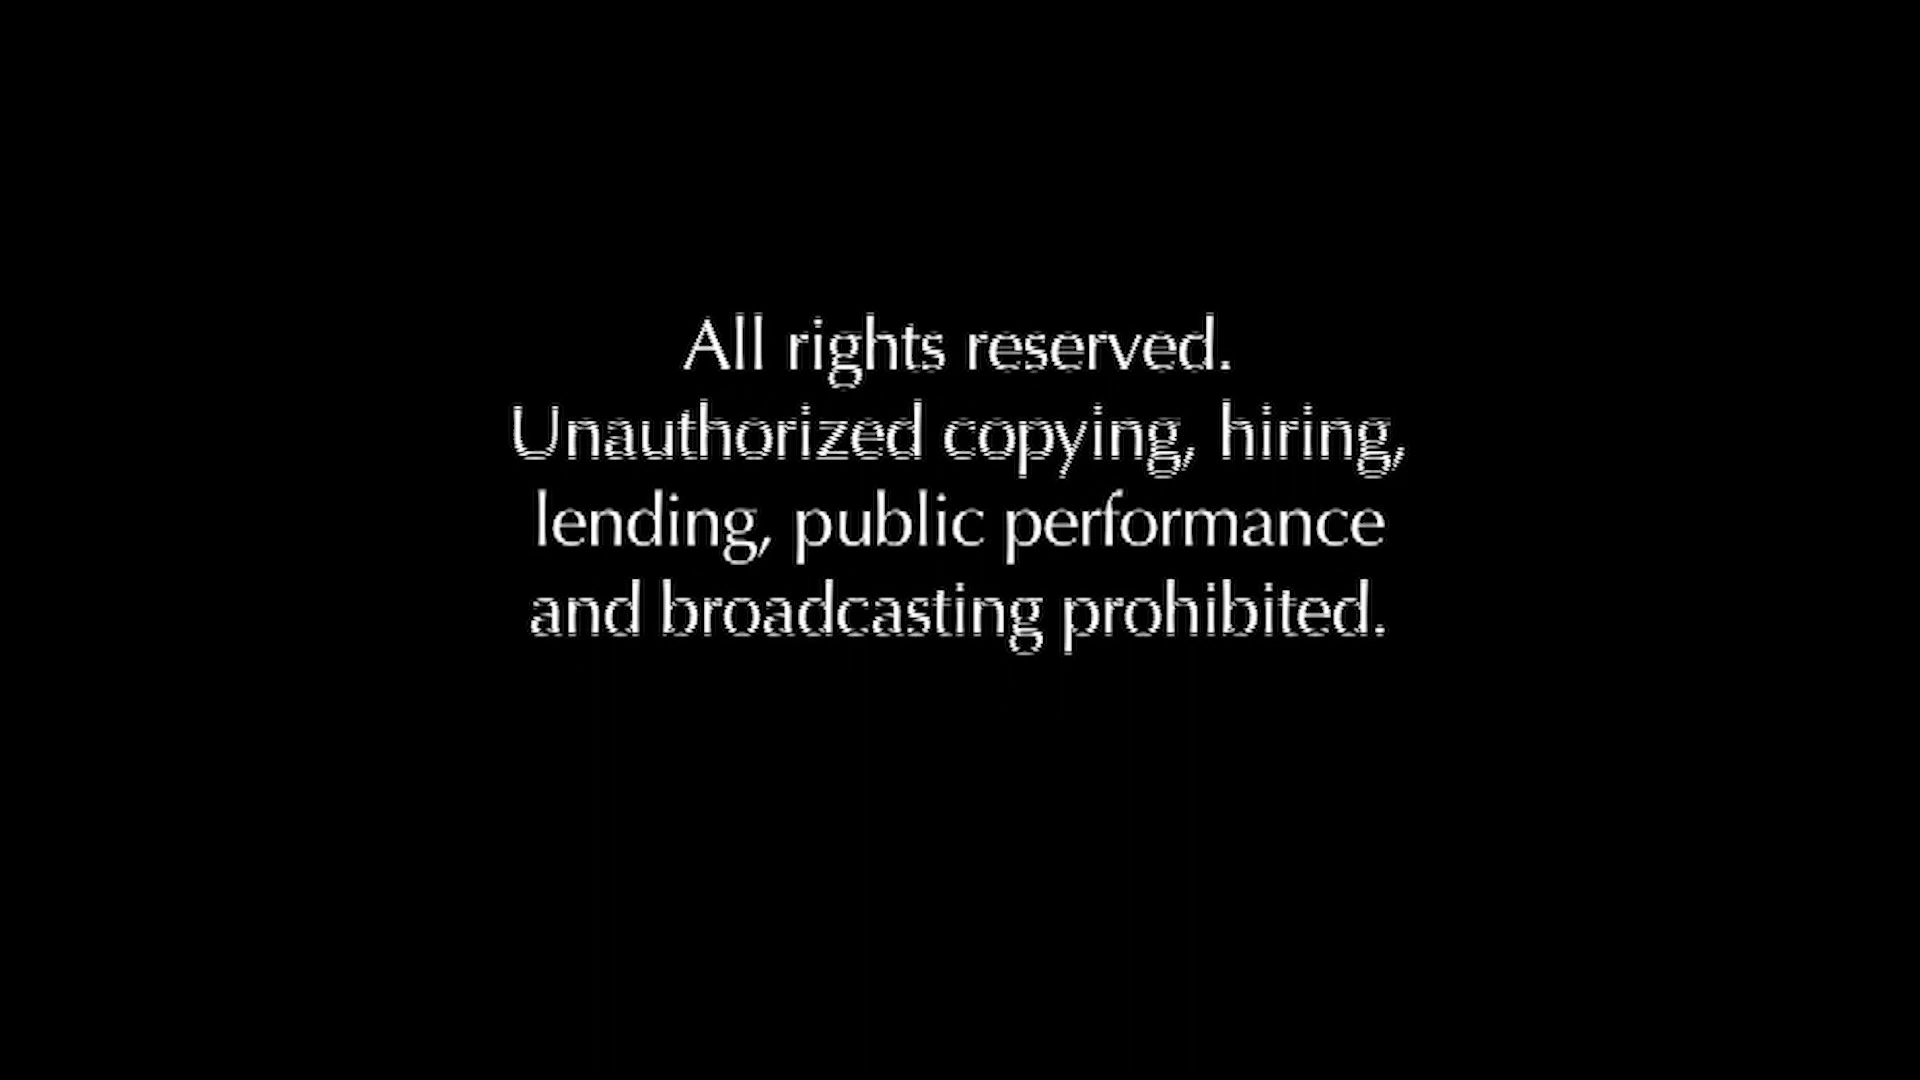 All rights reserved.
Unauthorized copying, hiring,
lending, public performance
and broadcasting prohibited.